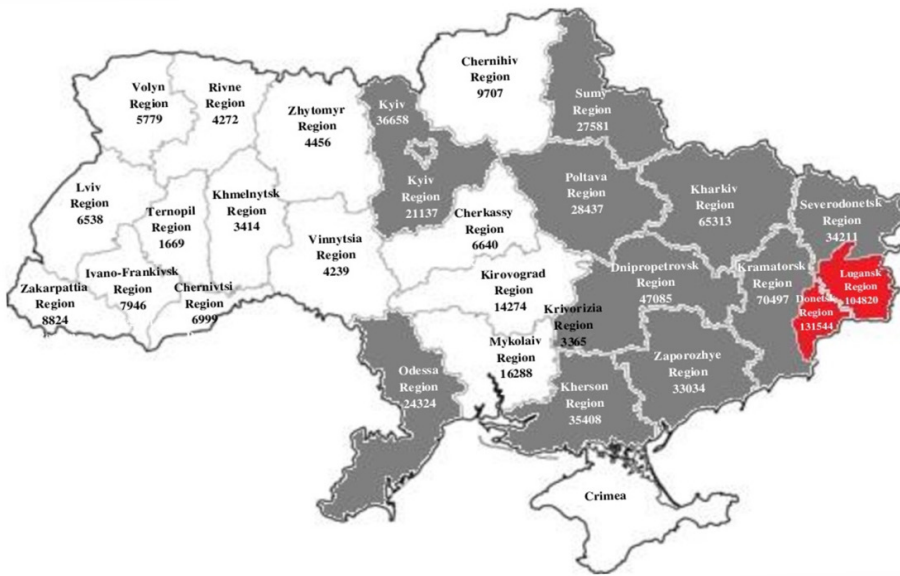 Chernihiv
Region
9707
Volyn
Region
5779
Rivne
Region
4272
Zhytomyr
Region
4456
Kyiv
36658
Sumy
Region
27581
Lviv
Region
6538
Ternopil
Region
1669
Khmelnytsk
Region
3414
Kyiv
Region
21137
Poltava
Region
28437
Kharkiv
Region
65313
Severodonetsk
Region
34211
Vinnytsia
Region
4239
Cherkassy
Region
6640
Zakarpattia
Region
8824
Ivano-Frankivsk
Region
7946
Chernivtsi
Region
6999
Kirovograd
Region
14274
Dnipropetrovsk
Region
47085
Kramatorsk
Region
70497
Lugansk
Region
104820
Donetsk
Region
131544
Krivorizia
Region
3365
Mykolaiv
Region
16288
Odessa
Region
24324
Kherson
Region
35408
Zaporozhye
Region
33034
Crimea